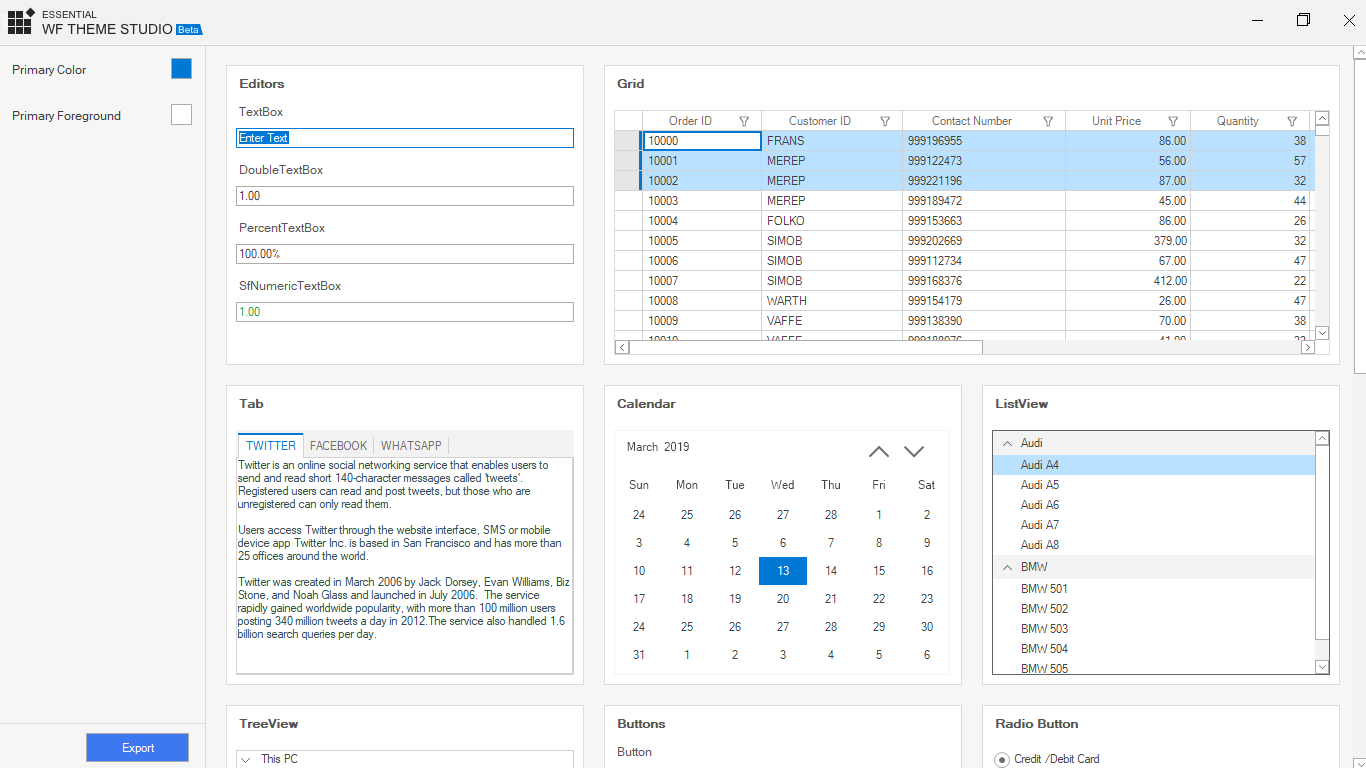 ESSENTIAL
WF THEME STUDIO Beta
Primary Color
Primary Foreground
Export
Editors
TextBox
Enter Text
DoubleTextBox
1.00
PercentTextBox
100.00%
SfNumericTextBox
1.00
Grid
Order ID Customer ID Contact Number Unit Price Quantity
10000 FRANS 999196955 86.00 38
10001 MEREP 999122473 56.00 57
10002 MEREP 999221196 87.00 32
10003 MEREP 999189472 45.00 44
10004 FOLKO 999153663 86.00 26
10005 SIMOB 999202669 379.00 32
10006 SIMOB 999112734 67.00 47
10007 SIMOB 999168376 412.00 22
10008 WARTH 999154179 26.00 47
10009 VAFFE 999138390 70.00 38
10010 VAFFE 999188076 41.00
Tab
TWITTER FACEBOOK WHATSAPP
Twitter is an online social networking service that enables users to
send and read short 140-character messages called 'tweets'.
Registered users can read and post tweets, but those who are
unregistered can only read them.
Users access Twitter through the website interface, SMS or mobile
device app Twitter Inc. is based in San Francisco and has more than
25 offices around the world.
Twitter was created in March 2006 by Jack Dorsey, Evan Williams, Biz
Stone, and Noah Glass and launched in July 2006. The service
rapidly gained worldwide popularity, with more than 100 million users
posting 340 million tweets a day in 2012.The service also handled 1.6
billion search queries per day.
Calendar
March 2019
Sun Mon Tue Wed Thu Fri Sat
24 25 26 27 28 1 2
3 4 5 6 7 8 9
10 11 12 13 14 15 16
17 18 19 20 21 22 23
24 25 26 27 28 29 30
31 1 2 3 4 5 6
ListView
Audi
Audi A4
Audi A5
Audi A6
Audi A7
Audi A8
BMW
BMW 501
BMW 502
BMW 503
BMW 504
BMW 505
TreeView
This PC
Buttons
Button
Radio Button
Credit /Debit Card